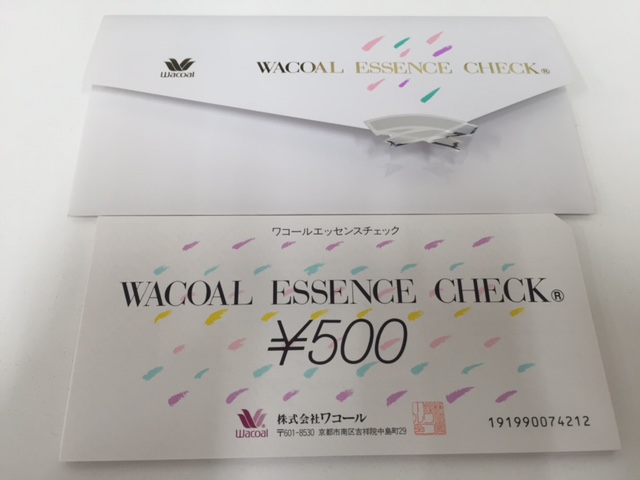 Wacoal
WACOAL ESSENCE CHECK®
ワコールエッセンスチェック
WACOAL ESSENCE CHECK®
¥500
Wacoal
株式会社ワコール
〒601-8530 京都市南区吉祥院中島町29
191990074212